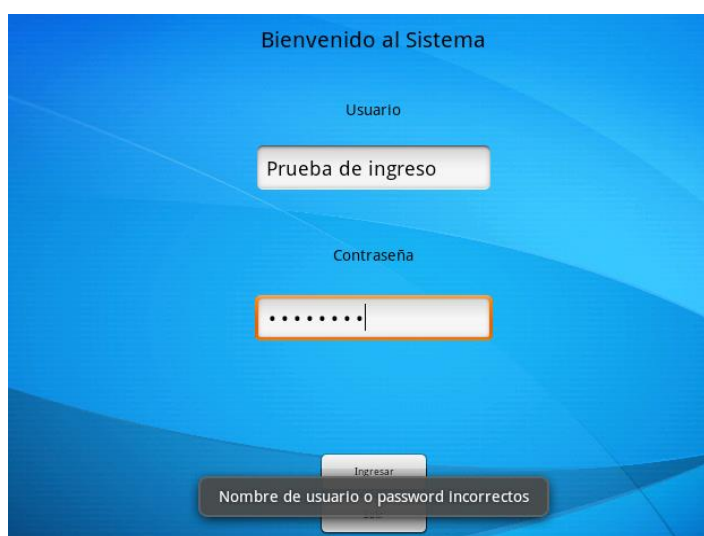 Bienvenido al Sistema
Usuario
Prueba de ingreso
Contraseña
••••••••
Ingresar
Nombre de usuario o password incorrectos